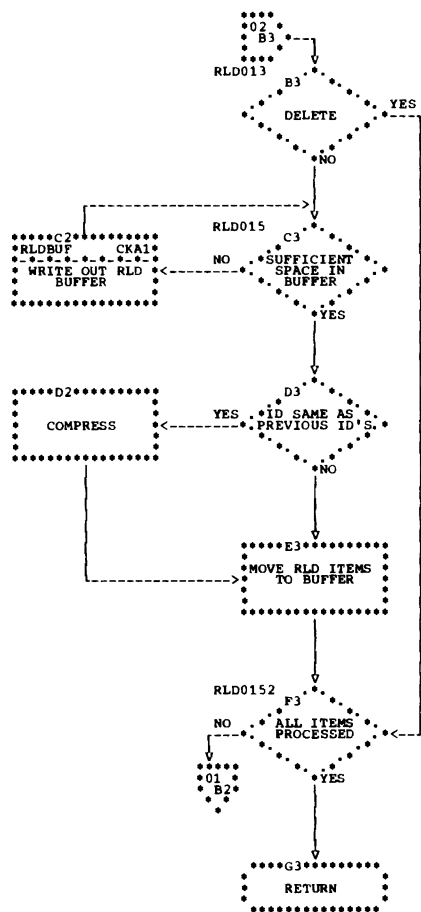 02
B3
RLD013
B3
DELETE
YES
NO
RLD015
C2
RLDBUF CKA1
WRITE OUT RLD
BUFFER
NO
C3
SUFFICIENT
SPACE IN
BUFFER
YES
D2
COMPRESS
YES
D3
ID SAME AS
PREVIOUS ID'S
NO
E3
MOVE RLD ITEMS
TO BUFFER
RLD0152
F3
NO
ALL ITEMS
PROCESSED
YES
01
B2
G3
RETURN